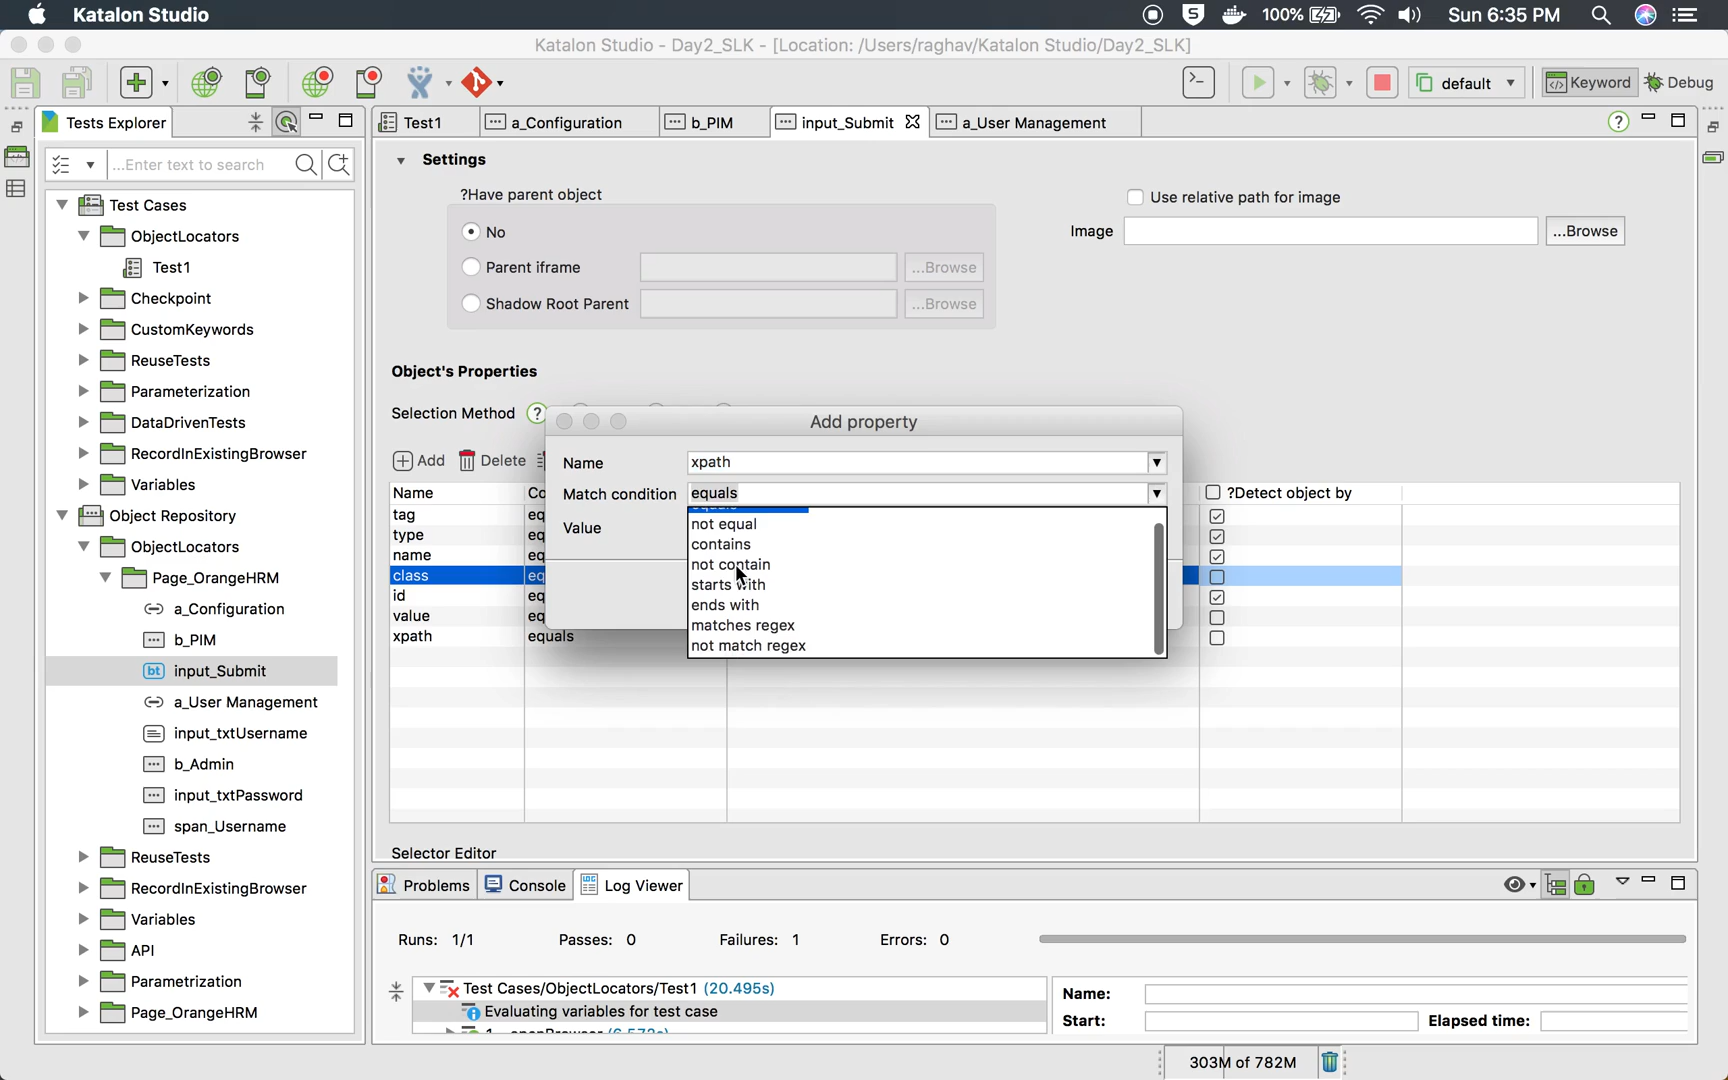 Katalon Studio
S
100%
Sun 6:35 PM
Katalon Studio - Day2_SLK - [Location: /Users/raghav/Katalon Studio/Day2_SLK]
default
Keyword
Debug
Tests Explorer
Test1
a_Configuration
b_PIM
input_Submit
a_User Management
...Enter text to search
Settings
?Have parent object
No
Parent iframe
...Browse
Shadow Root Parent
...Browse
Use relative path for image
Image
...Browse
Test Cases
ObjectLocators
Test1
Checkpoint
CustomKeywords
ReuseTests
Parameterization
DataDrivenTests
RecordInExistingBrowser
Variables
Object Repository
ObjectLocators
Page_OrangeHRM
a_Configuration
b_PIM
bt input_Submit
a_User Management
input_txtUsername
b_Admin
input_txtPassword
span_Username
ReuseTests
RecordInExistingBrowser
Variables
API
Parametrization
Page_OrangeHRM
Object's Properties
Selection Method ?
Add
Delete
Name
?Detect object by
tag
type
name
class
id
value
xpath equals
Add property
Name xpath
Match condition equals
Value
equals
not equal
contains
not contain
starts with
ends with
matches regex
not match regex
Selector Editor
Problems
Console
Log Viewer
Runs: 1/1
Passes: 0
Failures: 1
Errors: 0
Test Cases/ObjectLocators/Test1 (20.495s)
Evaluating variables for test case
Name:
Start:
Elapsed time:
303M of 782M